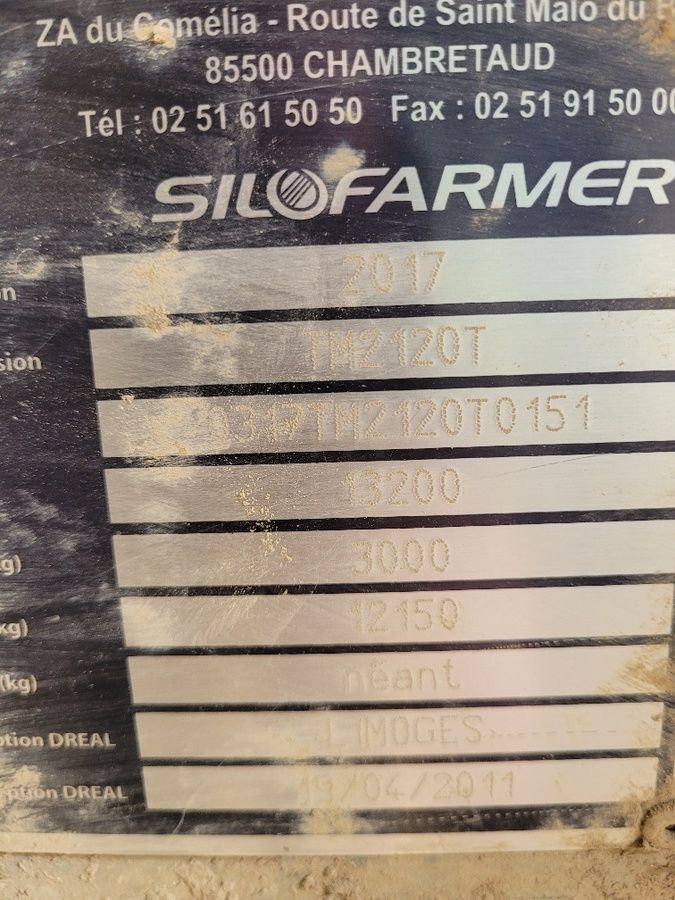 ZA du Comélia - Route de Saint Malo du
85500 CHAMBRETAUD
Tél : 02 51 61 50 50 Fax : 02 51 91 50 00
SILOFARMER
2017
sion TM2120T
0317TM2120T0151
13200
g) 3000
kg) 12150
(kg) néant
tion DREAL LIMOGES
ption DREAL /04/2011